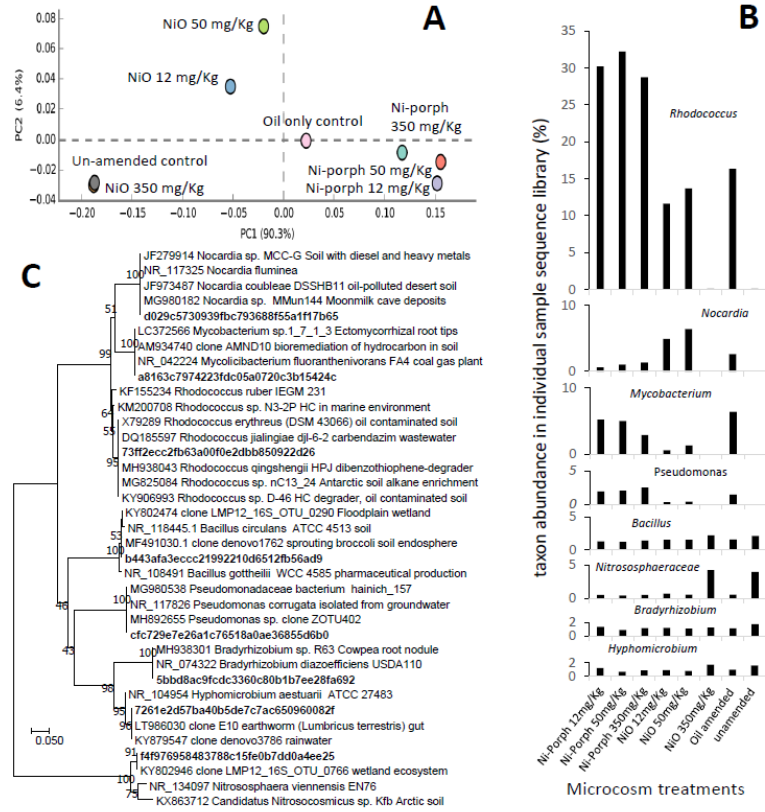 A
NiO 50 mg/Kg
NiO 12 mg/Kg
Oil only control
Ni-porph
350 mg/Kg
Un-amended control
NiO 350 mg/Kg
Ni-porph 50 mg/Kg
Ni-porph 12 mg/Kg
PC2 (6.4%)
0.08
0.06
0.04
0.02
0.00
−0.02
−0.04
−0.20
−0.15
−0.10
−0.05
0.00
0.05
0.10
0.15
PC1 (90.3%)
B
taxon abundance in individual sample sequence library (%)
35
30
25
20
15
10
5
0
Rhodococcus
10
5
0
Nocardia
10
5
0
Mycobacterium
5
0
Pseudomonas
5
0
Bacillus
5
0
Nitrososphaeraceae
2
0
Bradyrhizobium
2
0
Hyphomicrobium
Ni-Porph 12mg/Kg
Ni-Porph 50mg/Kg
Ni-Porph 350mg/Kg
NiO 12mg/Kg
NiO 50mg/Kg
NiO 350mg/Kg
Oil amended
unamended
Microcosm treatments
C
JF279914 Nocardia sp. MCC-G Soil with diesel and heavy metals
NR_117325 Nocardia fluminea
JF973487 Nocardia coubleae DSSHB11 oil-polluted desert soil
MG980182 Nocardia sp. MMun144 Moonmilk cave deposits
d029c5730939fbc793688f55a1f17b65
LC372566 Mycobacterium sp.1_7_1_3 Ectomycorrhizal root tips
AM934740 clone AMND10 bioremediation of hydrocarbon in soil
NR_042224 Mycolicibacterium fluoranthenivorans FA4 coal gas plant
a8163c7974223fdc05a0720c3b15424c
KF155234 Rhodococcus ruber IEGM 231
KM200708 Rhodococcus sp. N3-2P HC in marine environment
X79289 Rhodococcus erythreus (DSM 43066) oil contaminated soil
DQ185597 Rhodococcus jialingiae djl-6-2 carbendazim wastewater
73ff2ecc2fb63a00f0e2dbb850922d26
MH938043 Rhodococcus qingshengii HPJ dibenzothiophene-degrader
MG825084 Rhodococcus sp. nC13_24 Antarctic soil alkane enrichment
KY906993 Rhodococcus sp. D-46 HC degrader, oil contaminated soil
KY802474 clone LMP12_16S_OTU_0290 Floodplain wetland
NR_118445.1 Bacillus circulans ATCC 4513 soil
MF491030.1 clone denovo1762 sprouting broccoli soil endosphere
b443afa3eccc21992210d6512fb56ad9
NR_108491 Bacillus gottheilii WCC 4585 pharmaceutical production
MG980538 Pseudomonadaceae bacterium hainich_157
NR_117826 Pseudomonas corrugata isolated from groundwater
MH892655 Pseudomonas sp. clone ZOTU402
cfc729e7e26a1c76518a0ae36855d6b0
MH938301 Bradyrhizobium sp. R63 Cowpea root nodule
NR_074322 Bradyrhizobium diazoefficiens USDA110
5bbd8ac9fcdc3360c80b1b7ee28fa692
NR_104954 Hyphomicrobium aestuarii ATCC 27483
7261e2d57ba40b5de7c7ac650960082f
LT986030 clone E10 earthworm (Lumbricus terrestris) gut
KY879547 clone denovo3786 rainwater
f4f976958483788c15fe0b7dd0a4ee25
KY802946 clone LMP12_16S_OTU_0766 wetland ecosystem
NR_134097 Nitrososphaera viennensis EN76
KX863712 Candidatus Nitrosocosmicus sp. Kfb Arctic soil
100
51
100
99
64
55
95
53
100
46
100
43
100
98
95
96
91
100
75
0.050